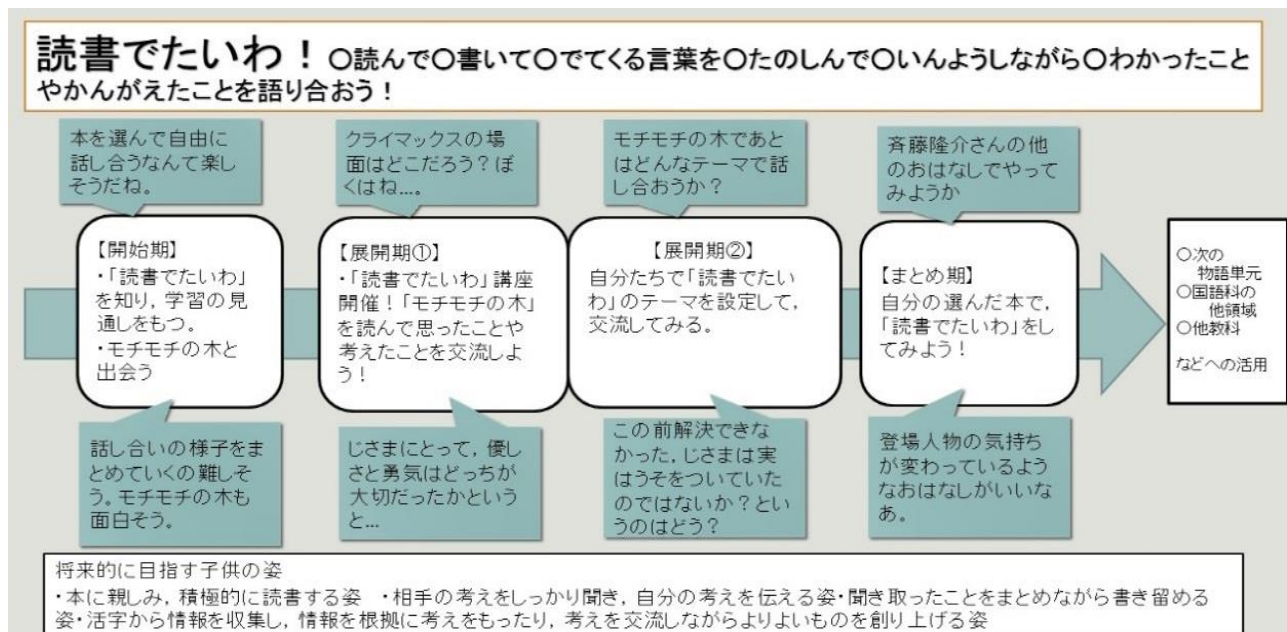 読書でたいわ！〇読んで〇書いて〇でてくる言葉を〇たのしんで〇いんようしながら〇わかったこと
やかんがえたことを語り合おう！
本を選んで自由に
話し合うなんて楽し
そうだね。
クライマックスの場
面はどこだろう？ぼ
くはね…。
モチモチの木であと
はどんなテーマで話
し合おうか？
斉藤隆介さんの他
のおはなしでやって
みようか
【開始期】
・「読書でたいわ」
を知り，学習の見
通しをもつ。
・モチモチの木と
出会う
【展開期①】
・「読書でたいわ」講座
開催！「モチモチの木」
を読んで思ったことや
考えたことを交流しよ
う！
【展開期②】
自分たちで「読書でたい
わ」のテーマを設定して，
交流してみる。
【まとめ期】
自分の選んだ本で，
「読書でたいわ」をし
てみよう！
〇次の
物語単元
〇国語科の
他領域
〇他教科
などへの活用
話し合いの様子をま
とめていくの難しそ
う。モチモチの木も
面白そう。
じさまにとって，優し
さと勇気はどっちが
大切だったかという
と…
この前解決できな
かった，じさまは実
はうそをついていた
のではないか？とい
うのはどう？
登場人物の気持ち
が変わっているよう
なおはなしがいいな
あ。
将来的に目指す子供の姿
・本に親しみ，積極的に読書する姿　・相手の考えをしっかり聞き，自分の考えを伝える姿・聞き取ったことをまとめながら書き留める
姿・活字から情報を収集し，情報を根拠に考えをもったり，考えを交流しながらよりよいものを創り上げる姿